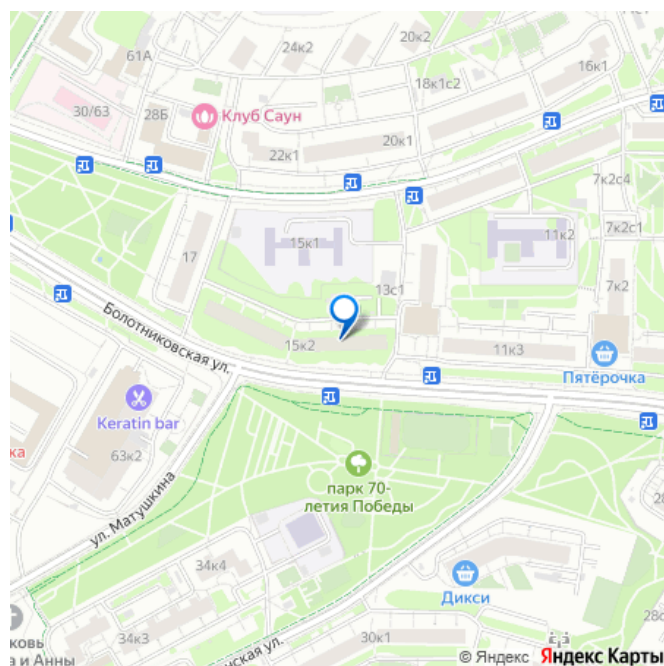 20к2
24к2
61А
16к1
18к1с2
30/63
28Б
Клуб Саун
20к1
22к1
7к2с4
7к2с1
11к2
15к1
17
13с1
7к2
Болотниковская ул.
15к2
11к3
Пятёрочка
Keratin bar
63к2
парк 70-
летия Победы
ул. Матушкина
34к4
Дикси
34к3
30к1
а и Анны
© Яндекс Яндекс Карты